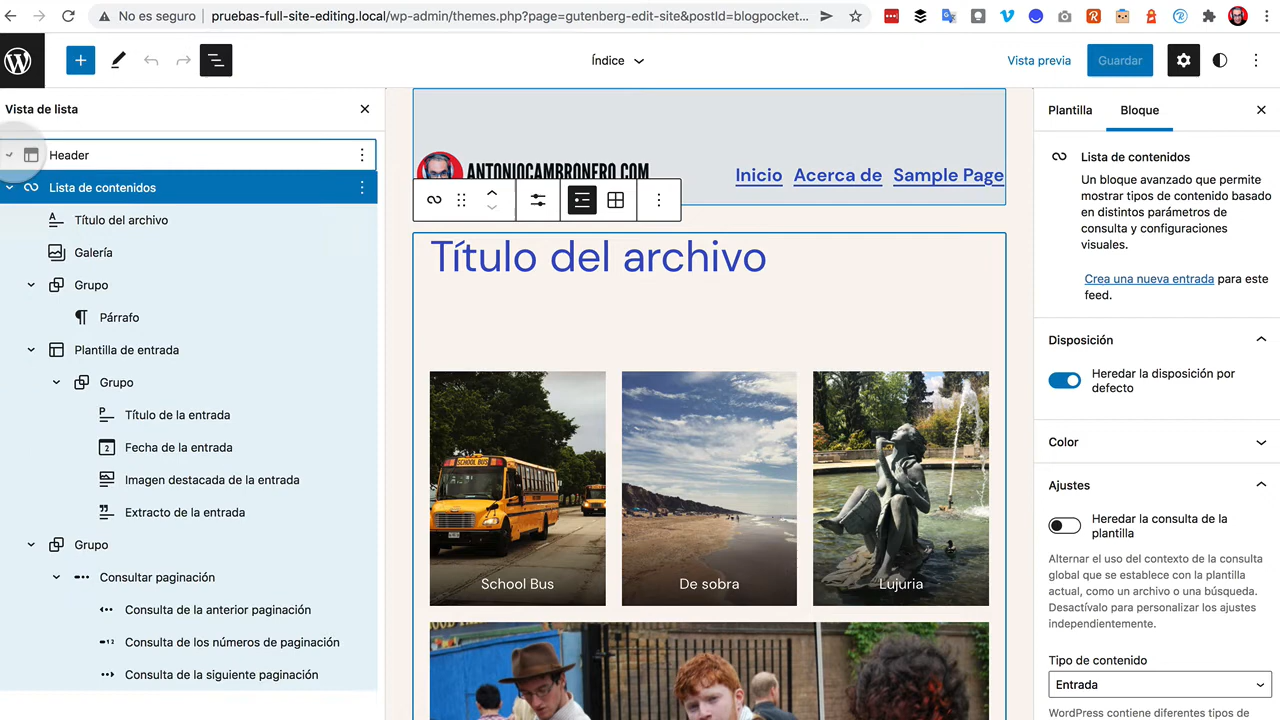 No es seguro
pruebas-full-site-editing.local/wp-admin/themes.php?page=gutenberg-edit-site&postId=blogpocket...
Índice
Vista previa
Guardar
Vista de lista
Header
Lista de contenidos
Título del archivo
Galería
Grupo
Párrafo
Plantilla de entrada
Grupo
Título de la entrada
Fecha de la entrada
Imagen destacada de la entrada
Extracto de la entrada
Grupo
Consultar paginación
Consulta de la anterior paginación
Consulta de los números de paginación
Consulta de la siguiente paginación
ANTONIOCAMBRONERO.COM
Inicio Acerca de Sample Page
Título del archivo
SCHOOL BUS
School Bus
De sobra
Lujuria
Plantilla
Bloque
Lista de contenidos
Un bloque avanzado que permite
mostrar tipos de contenido basado
en distintos parámetros de
consulta y configuraciones
visuales.
Crea una nueva entrada para este
feed.
Disposición
Heredar la disposición por
defecto
Color
Ajustes
Heredar la consulta de la
plantilla
Alternar el uso del contexto de la consulta
global que se establece con la plantilla
actual, como un archivo o una búsqueda.
Desactívalo para personalizar los ajustes
independientemente.
Tipo de contenido
Entrada
WordPress contiene diferentes tipos de